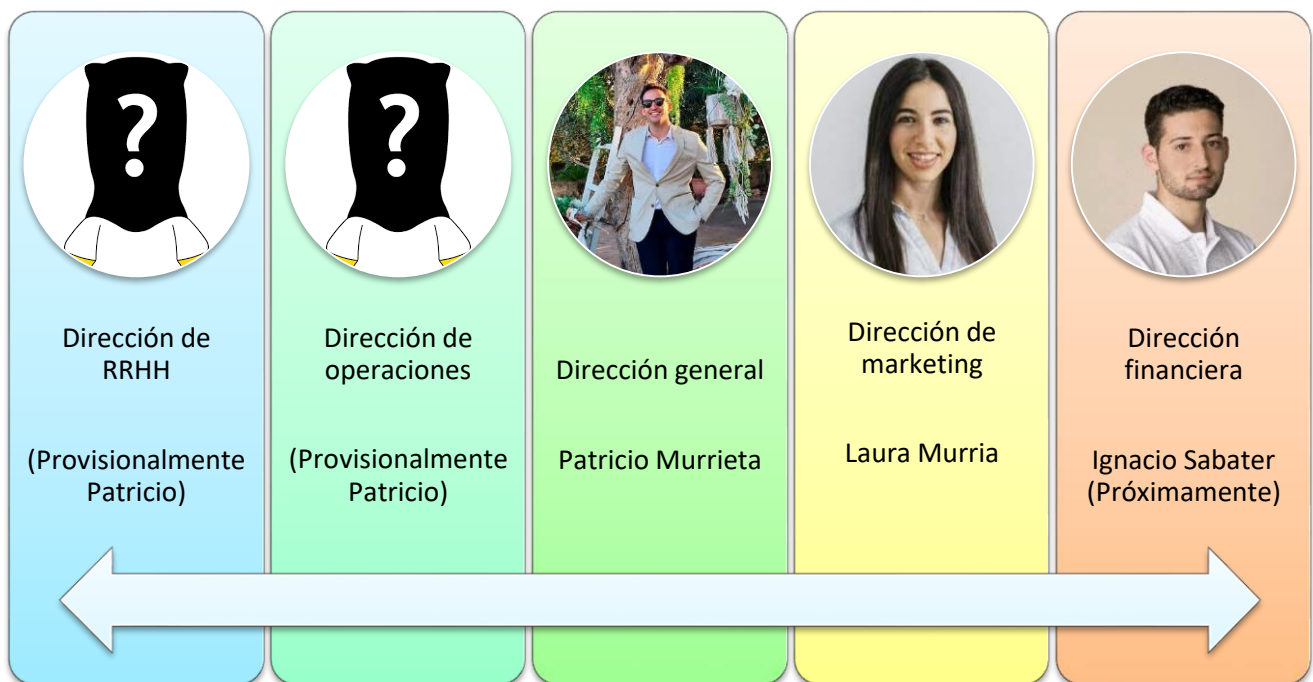 ?
?
Dirección de
RRHH
(Provisionalmente
Patricio)
Dirección de
operaciones
(Provisionalmente
Patricio)
Dirección general
Patricio Murrieta
Dirección de
marketing
Laura Murria
Dirección
financiera
Ignacio Sabater
(Próximamente)